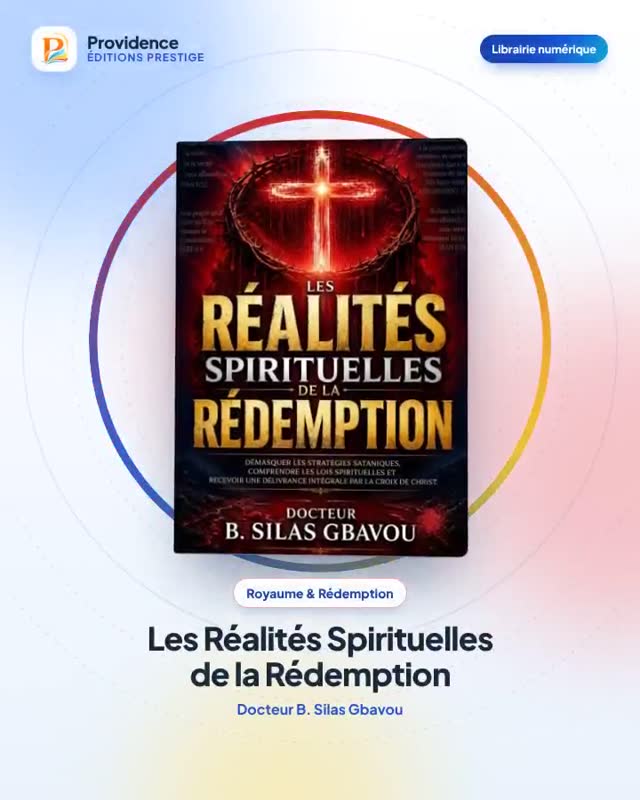 Providence
ÉDITIONS PRESTIGE
Librairie numérique
LES
RÉALITÉS
SPIRITUELLES
DE LA
RÉDEMPTION
DÉMASQUER LES STRATÉGIES SATANIQUES,
COMPRENDRE LES LOIS SPIRITUELLES ET
RECEVOIR UNE DÉLIVRANCE INTÉGRALE PAR LA CROIX DE CHRIST.
DOCTEUR
B. SILAS GBAVOU
Royaume & Rédemption
Les Réalités Spirituelles
de la Rédemption
Docteur B. Silas Gbavou